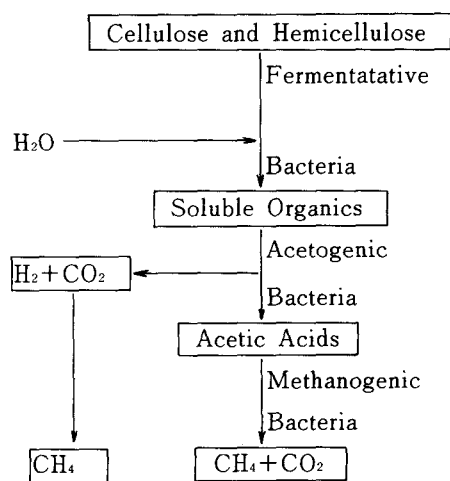 Cellulose and Hemicellulose
Fermentatative
H₂O
Bacteria
Soluble Organics
Acetogenic
H₂+CO₂
Bacteria
Acetic Acids
Methanogenic
Bacteria
CH₄
CH₄+CO₂